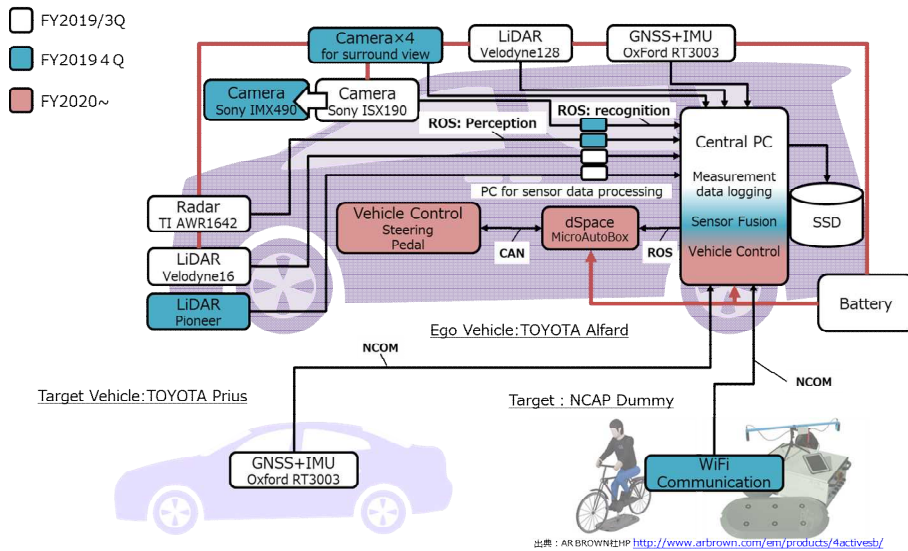 FY2019/3Q
FY2019４Q
FY2020~
Camera×4
for surround view
LiDAR
Velodyne128
GNSS+IMU
OxFord RT3003
Camera
Sony IMX490
Camera
Sony ISX190
ROS: Perception
ROS: recognition
Central PC
Measurement
data logging
Sensor Fusion
Vehicle Control
PC for sensor data processing
SSD
Radar
TI AWR1642
LiDAR
Velodyne16
LiDAR
Pioneer
Vehicle Control
Steering
Pedal
CAN
dSpace
MicroAutoBox
ROS
Battery
Ego Vehicle:TOYOTA Alfard
NCOM
NCOM
Target Vehicle:TOYOTA Prius
Target : NCAP Dummy
GNSS+IMU
Oxford RT3003
WiFi
Communication
出典：ARBROWN社HP http://www.arbrown.com/em/products/4activesb/